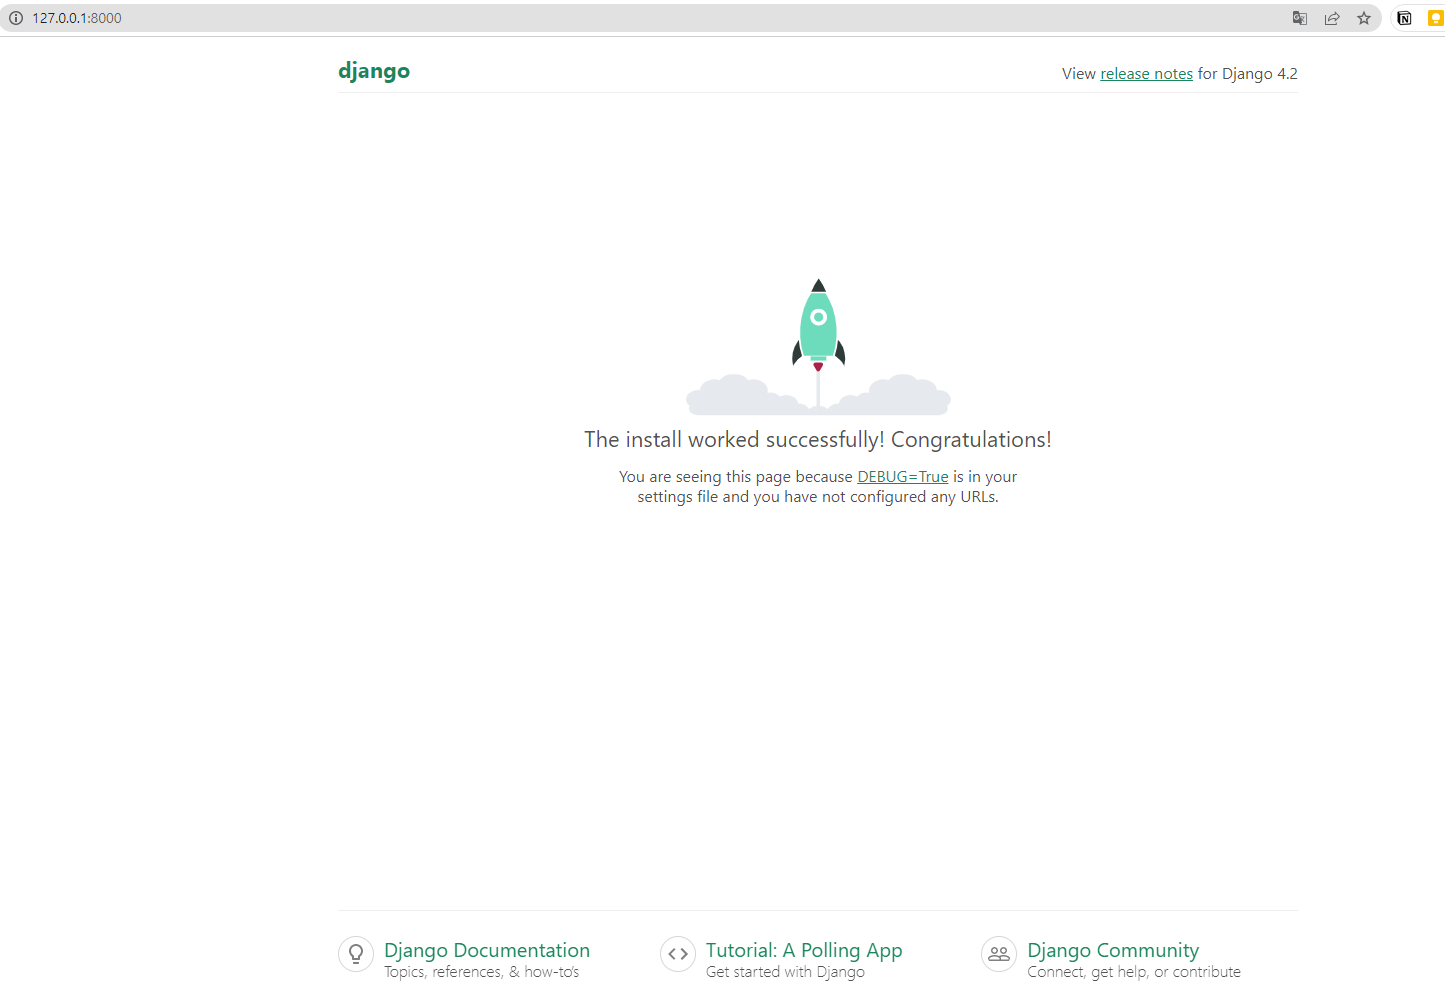 127.0.0.1:8000
django
View release notes for Django 4.2
The install worked successfully! Congratulations!
You are seeing this page because DEBUG=True is in your
settings file and you have not configured any URLs.
Django Documentation
Topics, references, & how-to's
Tutorial: A Polling App
Get started with Django
Django Community
Connect, get help, or contribute